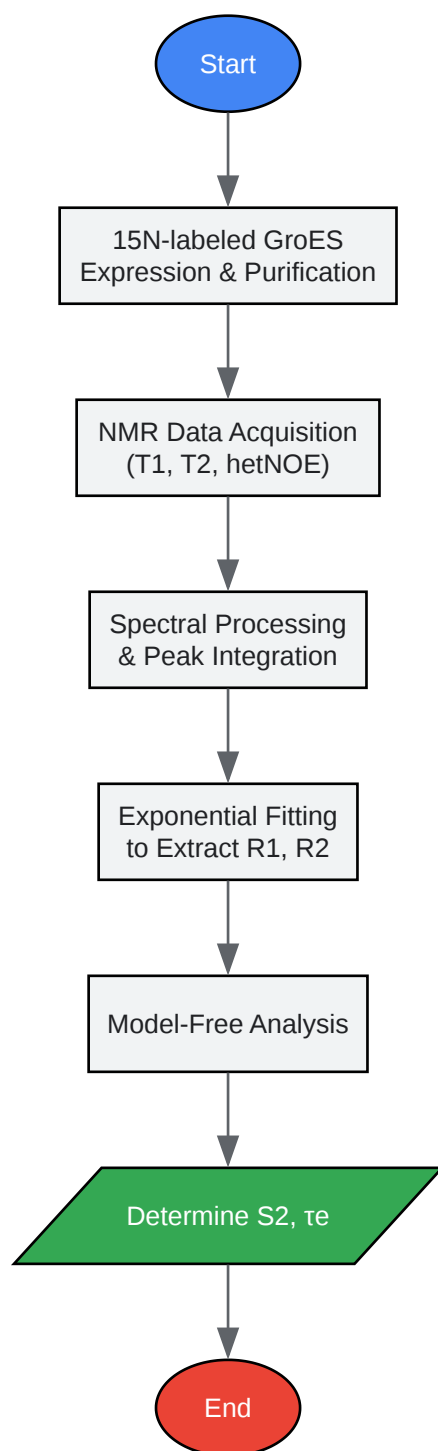 Start
15N-labeled GroES
Expression & Purification
NMR Data Acquisition
(T1, T2, hetNOE)
Spectral Processing
& Peak Integration
Exponential Fitting
to Extract R1, R2
Model-Free Analysis
Determine S2, τe
End